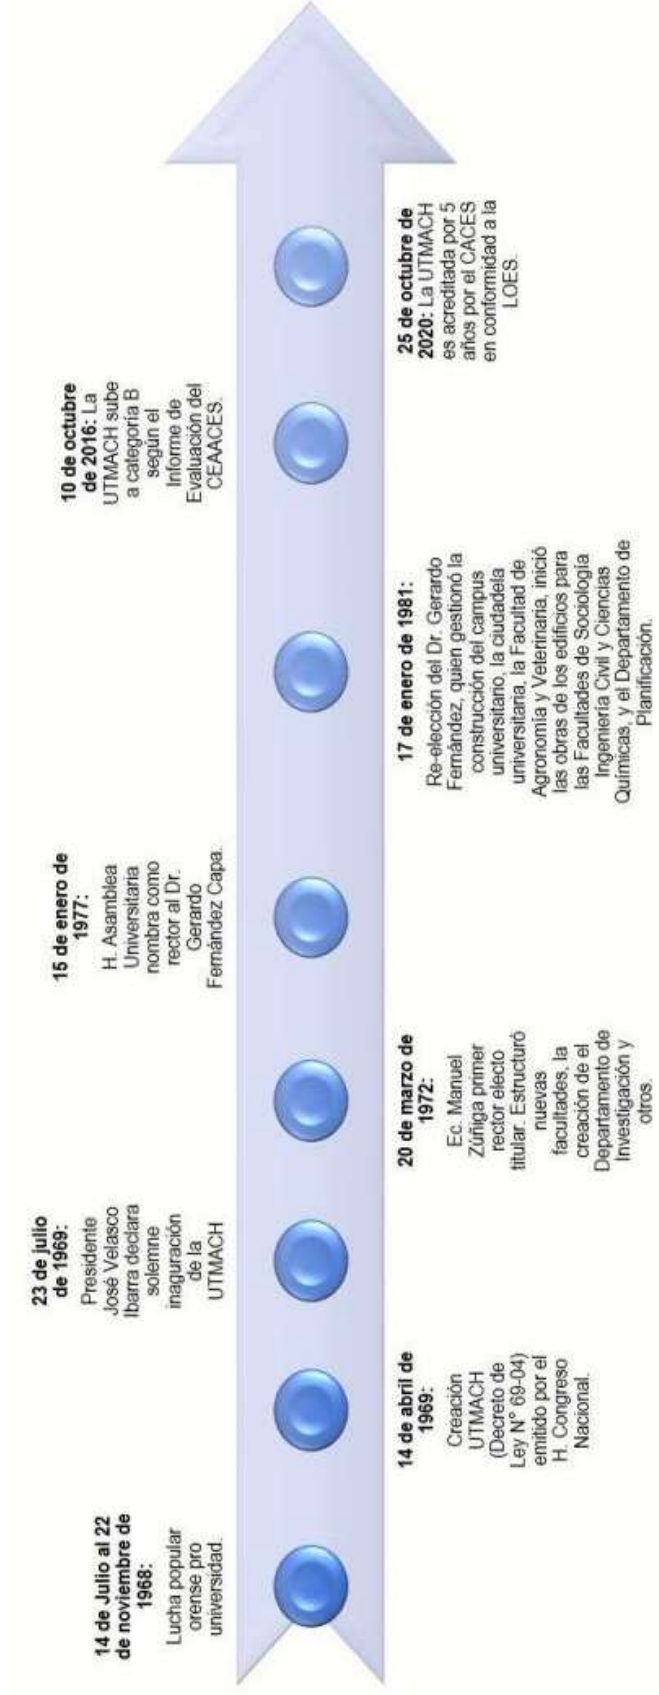 14 de Julio al 22
de noviembre de
1968:
Lucha popular
orense pro
universidad.
14 de abril de
1969:
Creación
UTMACH
(Decreto de
Ley N° 69-04)
emitido por el
H. Congreso
Nacional.
23 de julio
de 1969:
Presidente
José Velasco
Ibarra declara
solemne
inaguración
de la
UTMACH
20 de marzo de
1972:
Ec. Manuel
Zúñiga primer
rector electo
titular. Estructuró
nuevas
facultades, la
creación de el
Departamento de
Investigación y
otros.
15 de enero de
1977:
H. Asamblea
Universitaria
nombra como
rector al Dr.
Gerardo
Fernández Capa.
17 de enero de 1981:
Re-elección del Dr. Gerardo
Fernández, quien gestionó la
construcción del campus
universitario, la ciudadela
universitaria, la Facultad de
Agronomía y Veterinaria, inició
las obras de los edificios para
las Facultades de Sociología
Ingeniería Civil y Ciencias
Químicas, y el Departamento de
Planificación.
10 de octubre
de 2016: La
UTMACH sube
a categoría B
según el
Informe de
Evaluación del
CEAACES.
25 de octubre de
2020: La UTMACH
es acreditada por 5
años por el CACES
en conformidad a la
LOES.